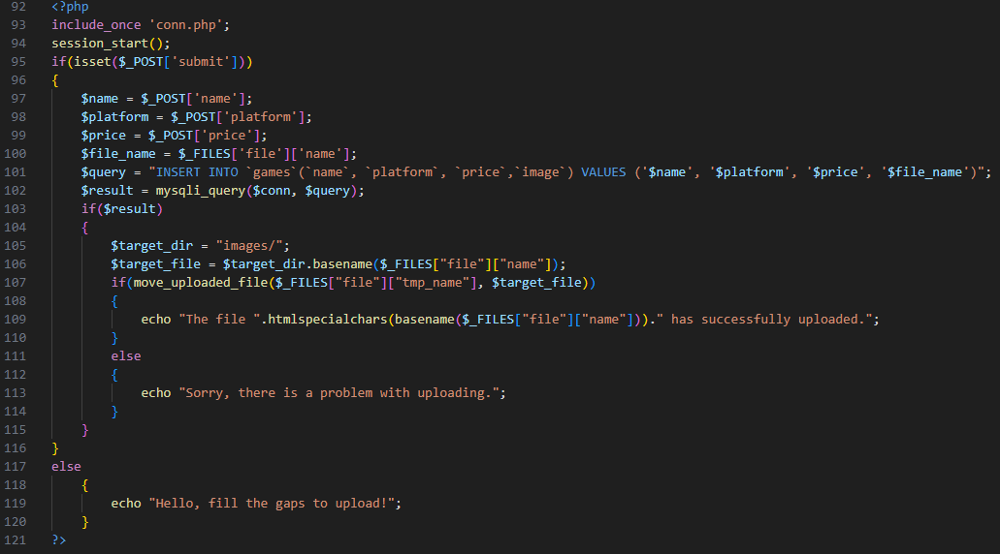 92 <?php
93 include_once 'conn.php';
94 session_start();
95 if(isset($_POST['submit']))
96 {
97     $name = $_POST['name'];
98     $platform = $_POST['platform'];
99     $price = $_POST['price'];
100     $file_name = $_FILES['file']['name'];
101     $query = "INSERT INTO `games`(`name`, `platform`, `price`,`image`) VALUES ('$name', '$platform', '$price', '$file_name')";
102     $result = mysqli_query($conn, $query);
103     if($result)
104     {
105         $target_dir = "images/";
106         $target_file = $target_dir.basename($_FILES["file"]["name"]);
107         if(move_uploaded_file($_FILES["file"]["tmp_name"], $target_file))
108         {
109             echo "The file ".htmlspecialchars(basename($_FILES["file"]["name"]))." has successfully uploaded.";
110         }
111         else
112         {
113             echo "Sorry, there is a problem with uploading.";
114         }
115     }
116 }
117 else
118     {
119         echo "Hello, fill the gaps to upload!";
120     }
121 ?>